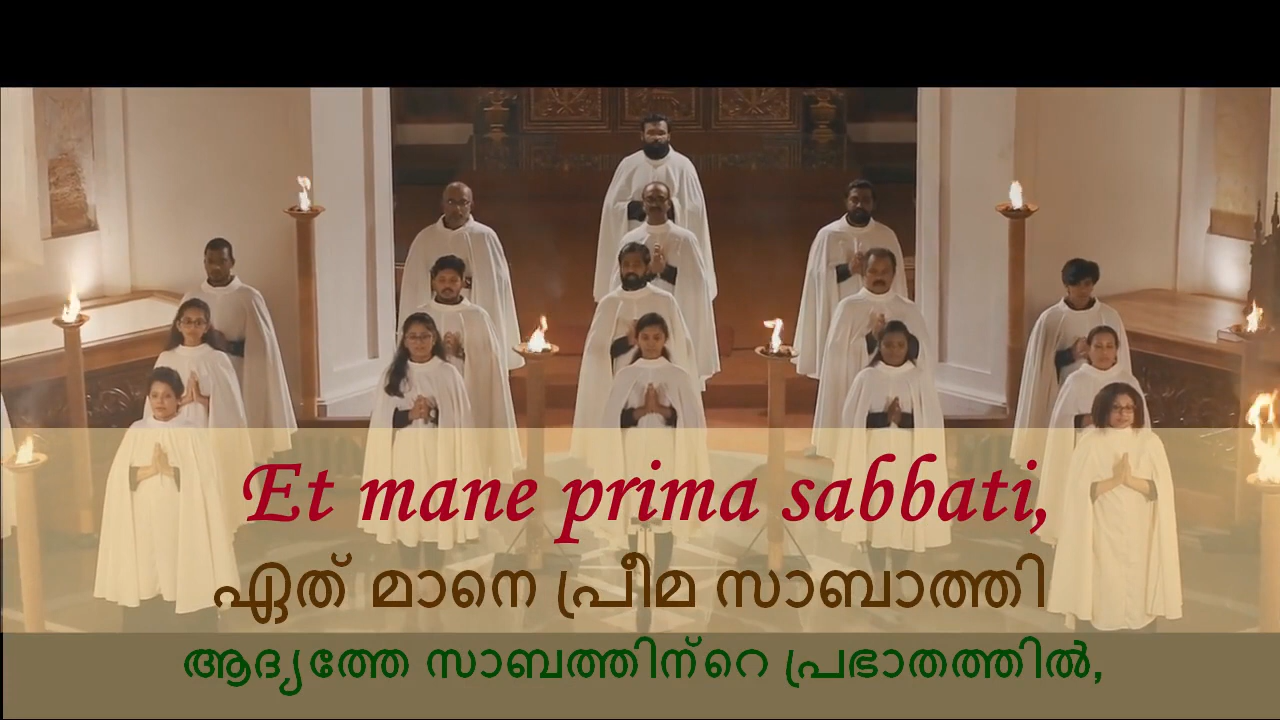 Et mane prima sabbati,
ഏത് മാനെ പ്രീമ സാബാത്തി
ആദ്യത്തേ സാബത്തിന്റെ പ്രഭാതത്തിൽ,